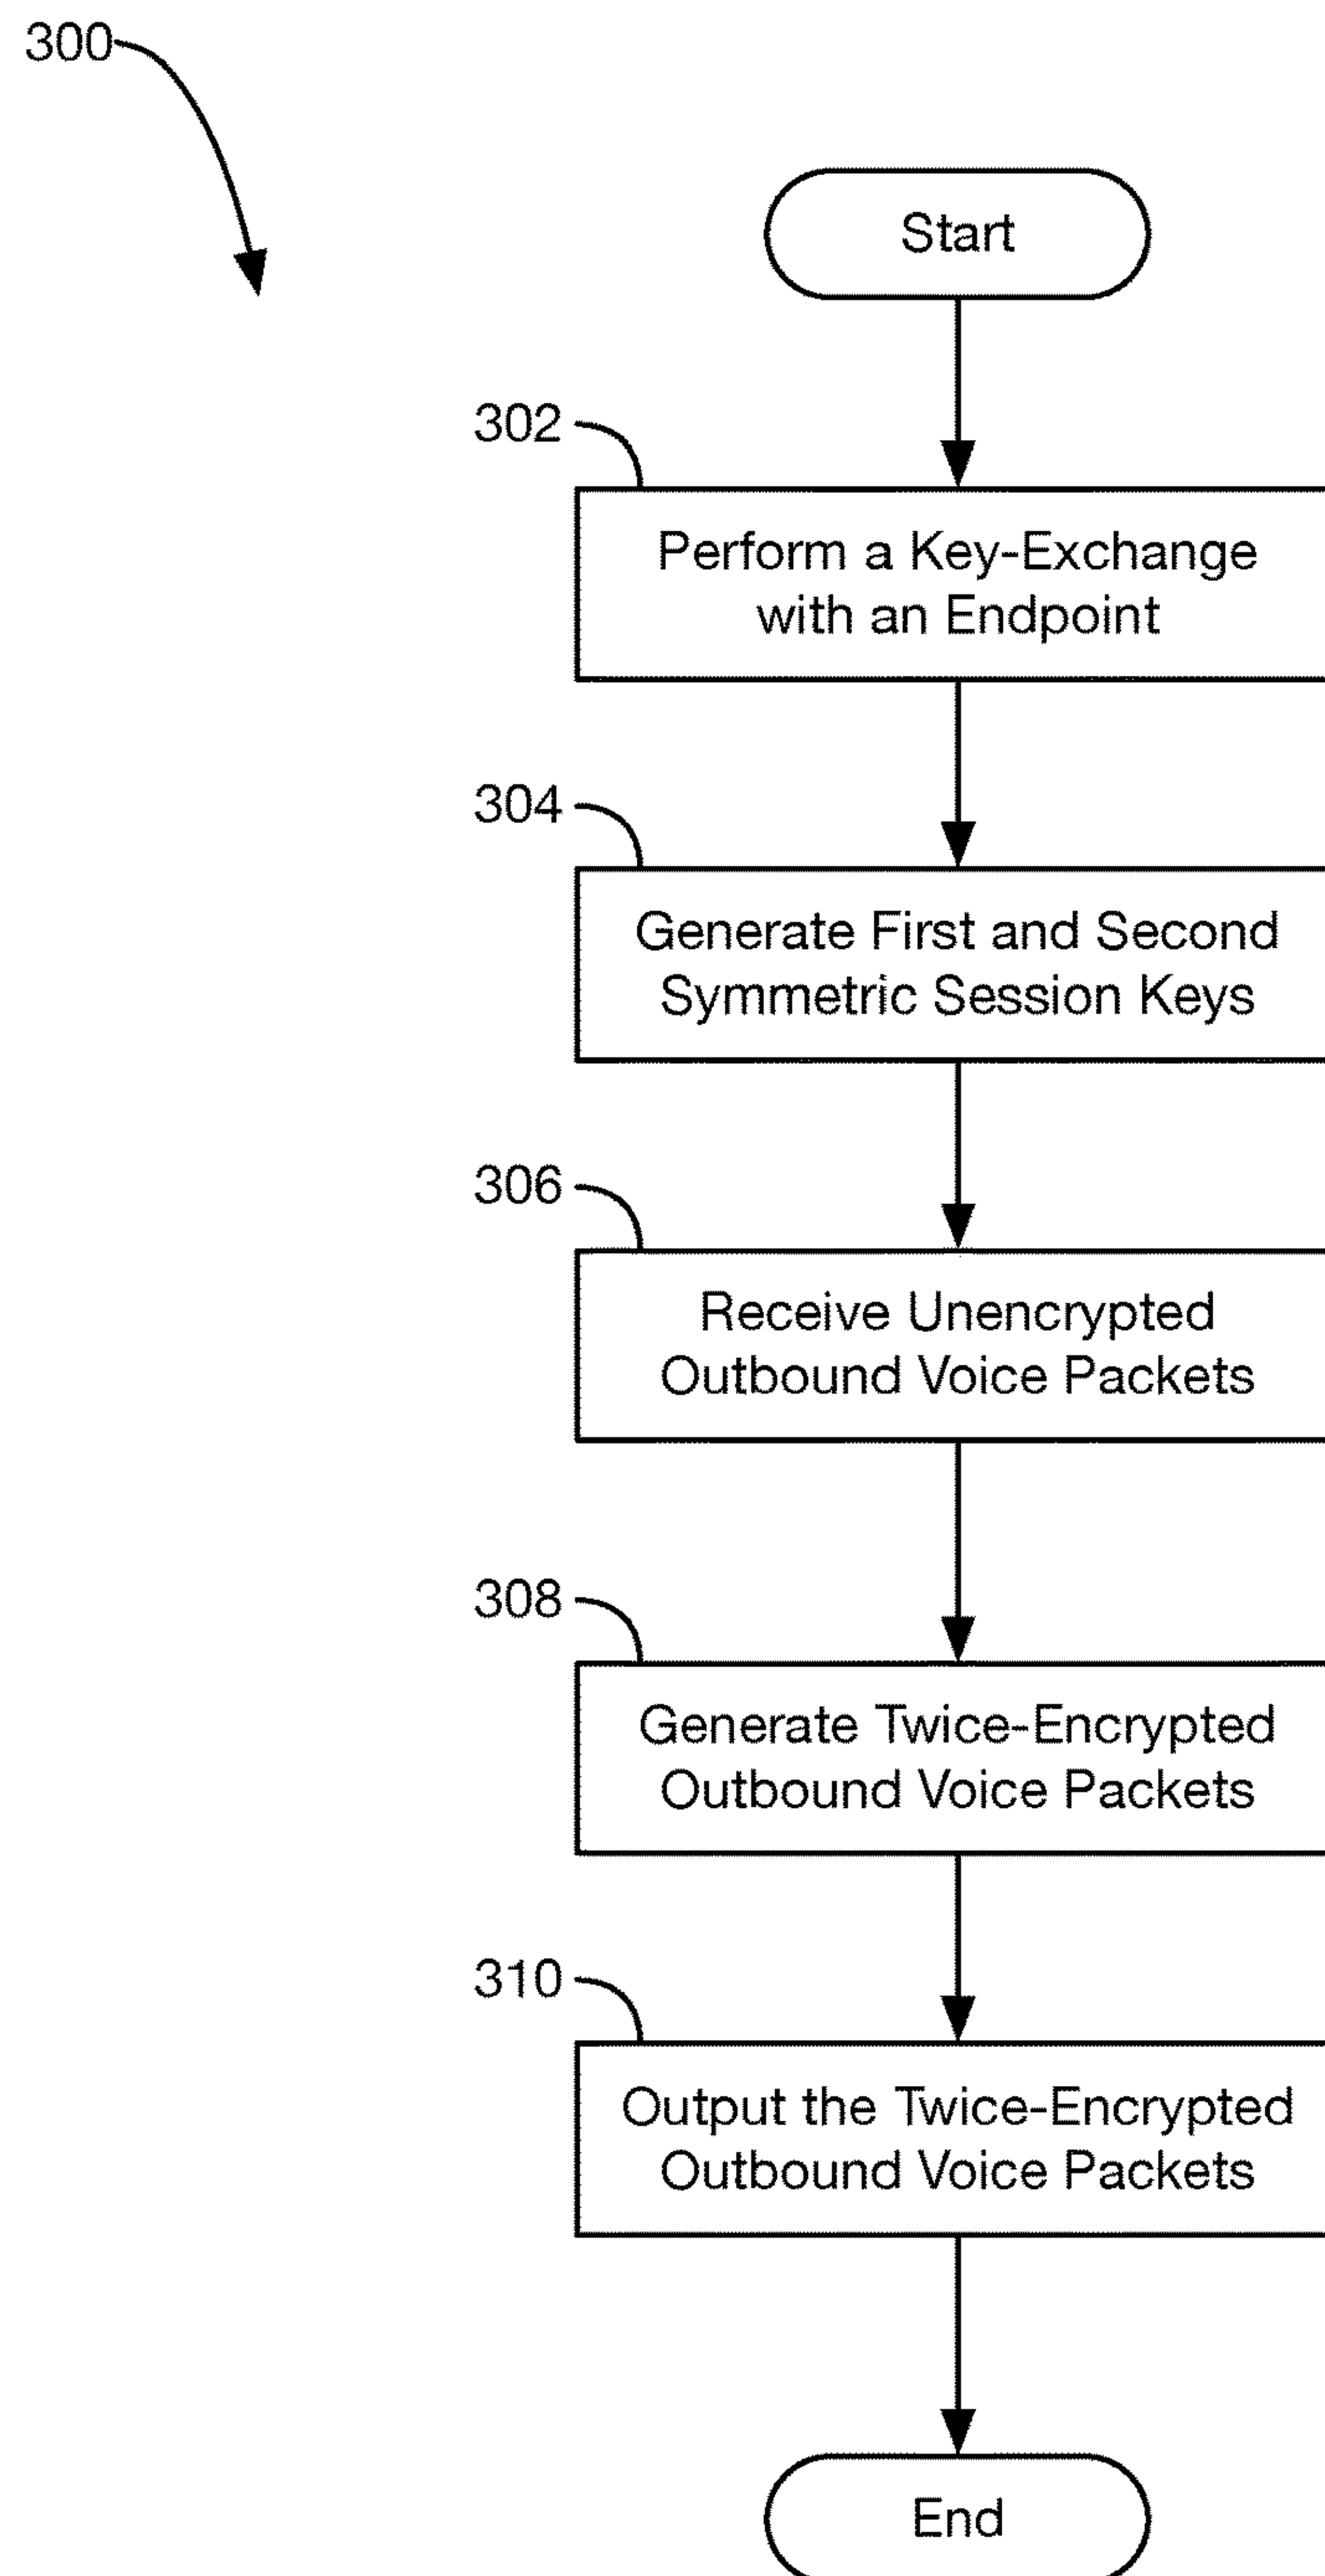 300
Start
302
Perform a Key-Exchange
with an Endpoint
304
Generate First and Second
Symmetric Session Keys
306
Receive Unencrypted
Outbound Voice Packets
308
Generate Twice-Encrypted
Outbound Voice Packets
310
Output the Twice-Encrypted
Outbound Voice Packets
End